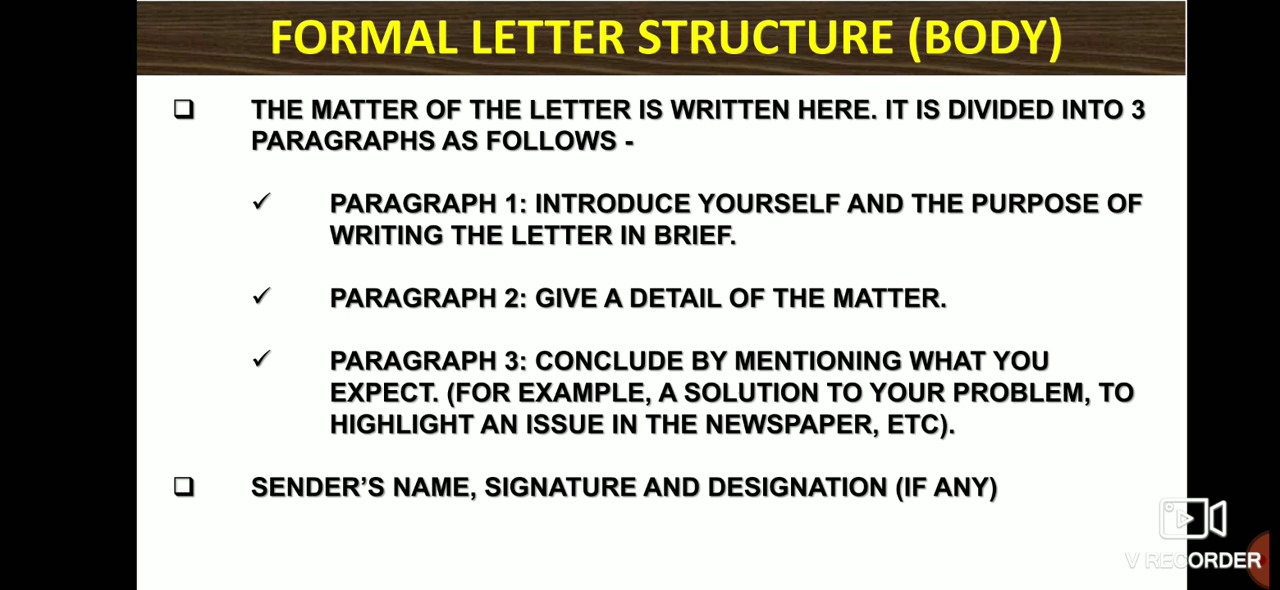 FORMAL LETTER STRUCTURE (BODY)
THE MATTER OF THE LETTER IS WRITTEN HERE. IT IS DIVIDED INTO 3
PARAGRAPHS AS FOLLOWS -
PARAGRAPH 1: INTRODUCE YOURSELF AND THE PURPOSE OF
WRITING THE LETTER IN BRIEF.
PARAGRAPH 2: GIVE A DETAIL OF THE MATTER.
PARAGRAPH 3: CONCLUDE BY MENTIONING WHAT YOU
EXPECT. (FOR EXAMPLE, A SOLUTION TO YOUR PROBLEM, TO
HIGHLIGHT AN ISSUE IN THE NEWSPAPER, ETC).
SENDER'S NAME, SIGNATURE AND DESIGNATION (IF ANY)
V RECORDER